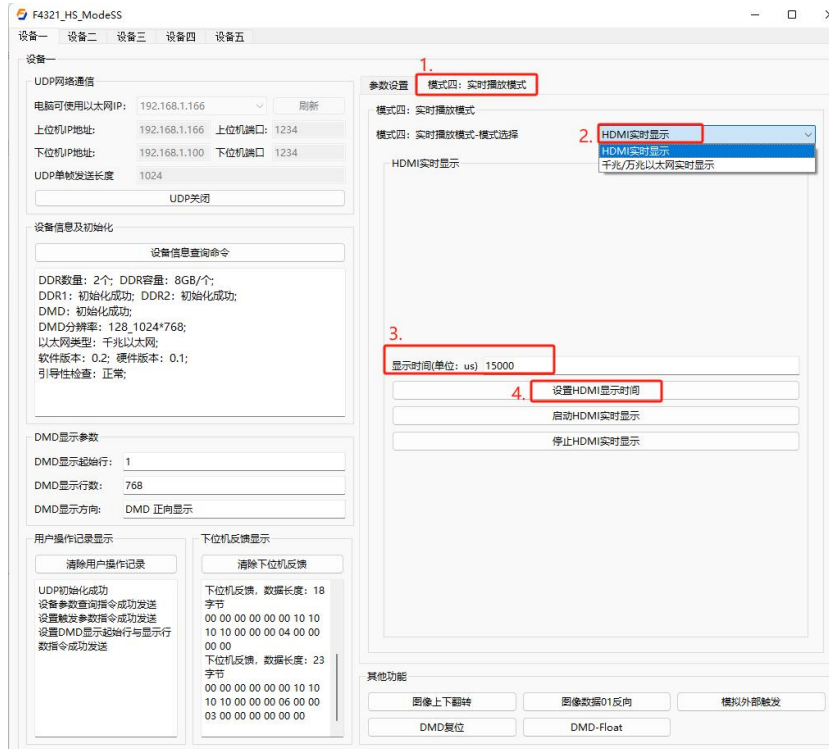 F4321_HS_ModeSS
设备一 设备二 设备三 设备四 设备五
设备一
UDP网络通信
电脑可使用以太网IP: 192.168.1.166 刷新
上位机IP地址: 192.168.1.166 上位机端口: 1234
下位机IP地址: 192.168.1.100 下位机端口 1234
UDP单帧发送长度 1024
UDP关闭
设备信息及初始化
设备信息查询命令
DDR数量: 2个; DDR容量: 8GB/个;
DDR1: 初始化成功; DDR2: 初始化成功;
DMD: 初始化成功;
DMD分辨率: 128_1024*768;
以太网类型: 千兆以太网;
软件版本: 0.2; 硬件版本: 0.1;
引导性检查: 正常;
DMD显示参数
DMD显示起始行: 1
DMD显示行数: 768
DMD显示方向: DMD 正向显示
用户操作记录显示
清除用户操作记录
UDP初始化成功
设备参数查询指令成功发送
设置触发参数指令成功发送
设置DMD显示起始行与显示行
数指令成功发送
下位机反馈显示
清除下位机反馈
下位机反馈, 数据长度: 18
字节
00 00 00 00 00 00 10 10
10 10 00 00 00 04 00 00
00 00
下位机反馈, 数据长度: 23
字节
00 00 00 00 00 00 10 10
10 10 00 00 00 06 00 00
03 00 00 00 00 00 00
1.
参数设置 模式四: 实时播放模式
模式四: 实时播放模式
模式四: 实时播放模式-模式选择 2. HDMI实时显示
HDMI实时显示
千兆/万兆以太网实时显示
HDMI实时显示
3.
显示时间(单位: us) 15000
4. 设置HDMI显示时间
启动HDMI实时显示
停止HDMI实时显示
其他功能
图像上下翻转 图像数据01反向 模拟外部触发
DMD复位 DMD-Float